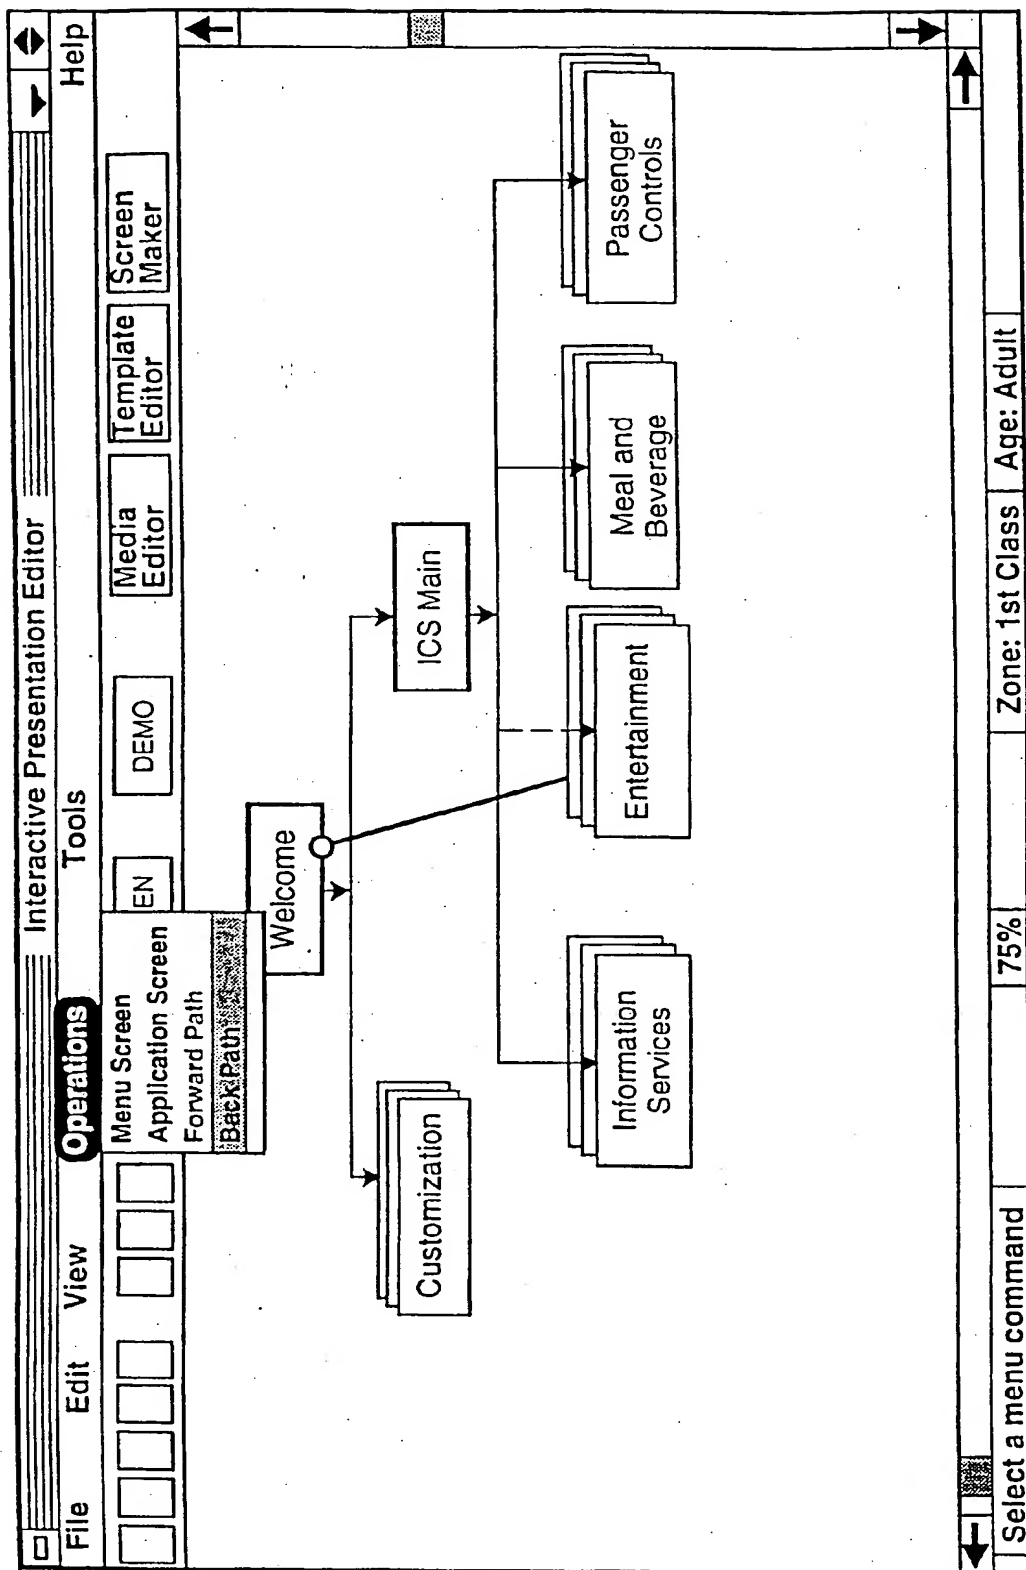 Interactive Presentation Editor
File Edit View Operations Tools Help
Menu Screen
Application Screen
Forward Path
Back Path
EN
DEMO
Media
Editor
Template
Editor
Screen
Maker
Welcome
Customization
ICS Main
Information
Services
Entertainment
Meal and
Beverage
Passenger
Controls
Select a menu command 75% Zone: 1st Class Age: Adult